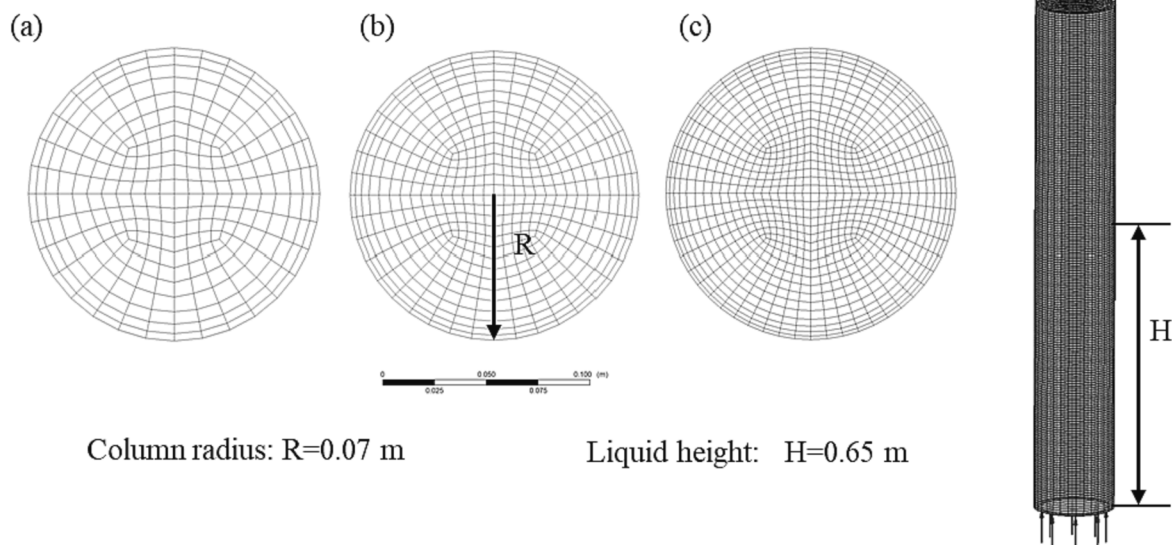 (a)
(b)
(c)
R
H
0 0.050 0.100 (m)
0.025 0.075
Column radius: R=0.07 m
Liquid height: H=0.65 m